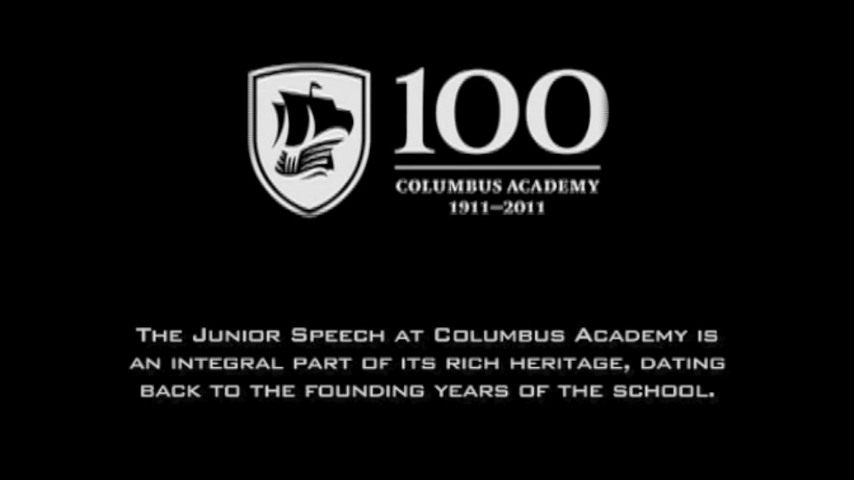 100
COLUMBUS ACADEMY
1911–2011
THE JUNIOR SPEECH AT COLUMBUS ACADEMY IS
AN INTEGRAL PART OF ITS RICH HERITAGE, DATING
BACK TO THE FOUNDING YEARS OF THE SCHOOL.